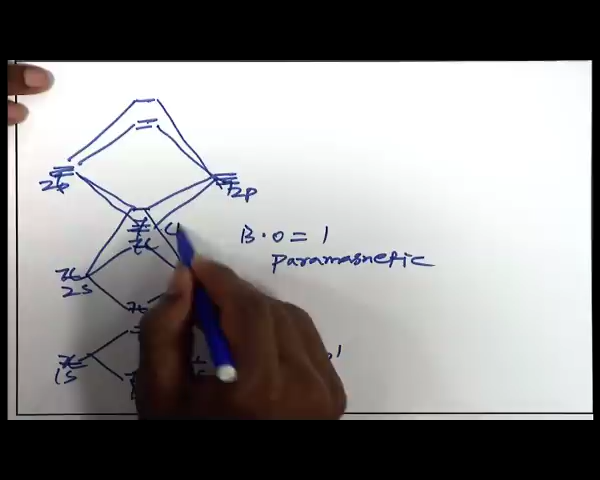 2p
2p
B.O = 1
Paramagnetic
2S
1S